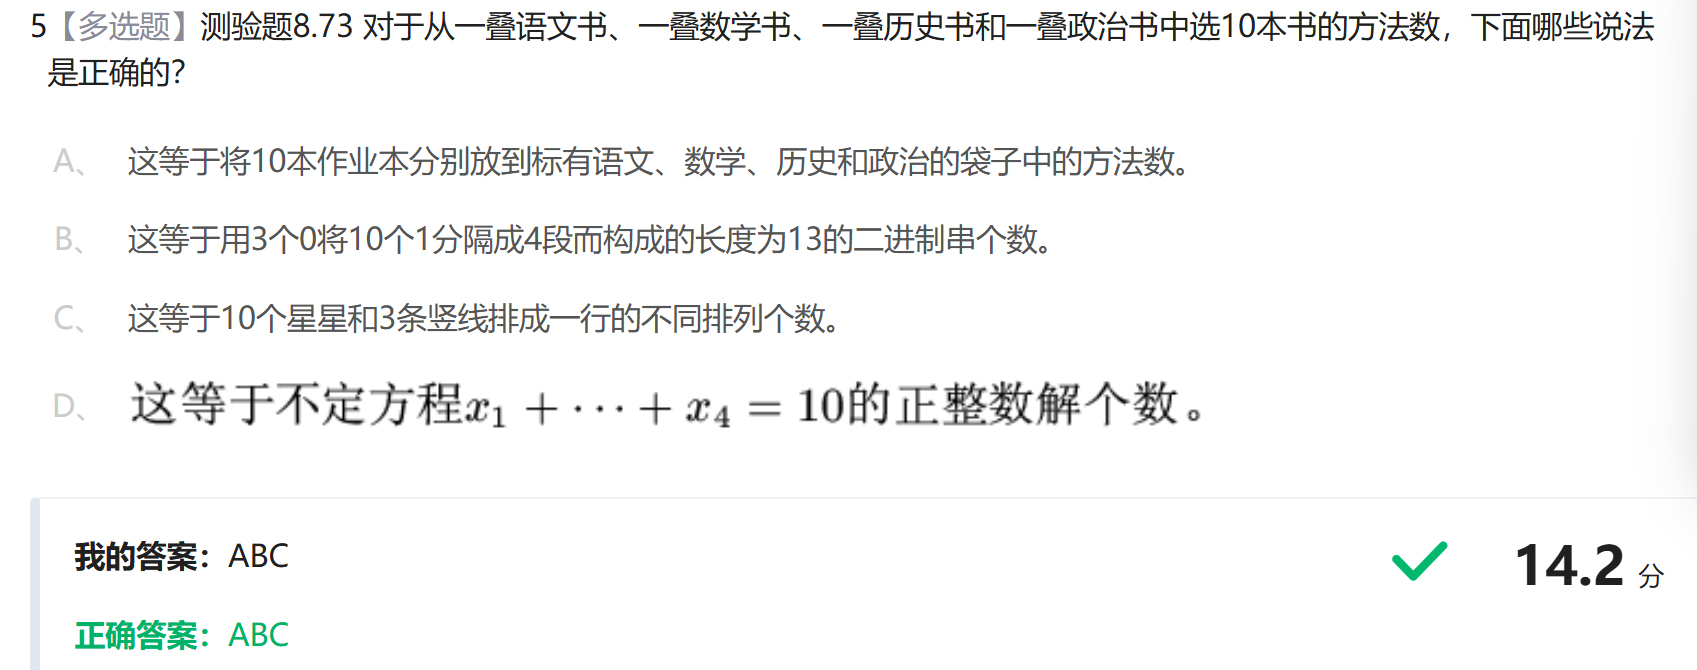 5【多选题】测验题8.73 对于从一叠语文书、一叠数学书、一叠历史书和一叠政治书中选10本书的方法数，下面哪些说法
是正确的？
A、 这等于将10本作业本分别放到标有语文、数学、历史和政治的袋子中的方法数。
B、 这等于用3个0将10个1分隔成4段而构成的长度为13的二进制串个数。
C、 这等于10个星星和3条竖线排成一行的不同排列个数。
D、 这等于不定方程x₁ + ⋯ + x₄ = 10的正整数解个数。
我的答案：ABC 14.2 分
正确答案：ABC